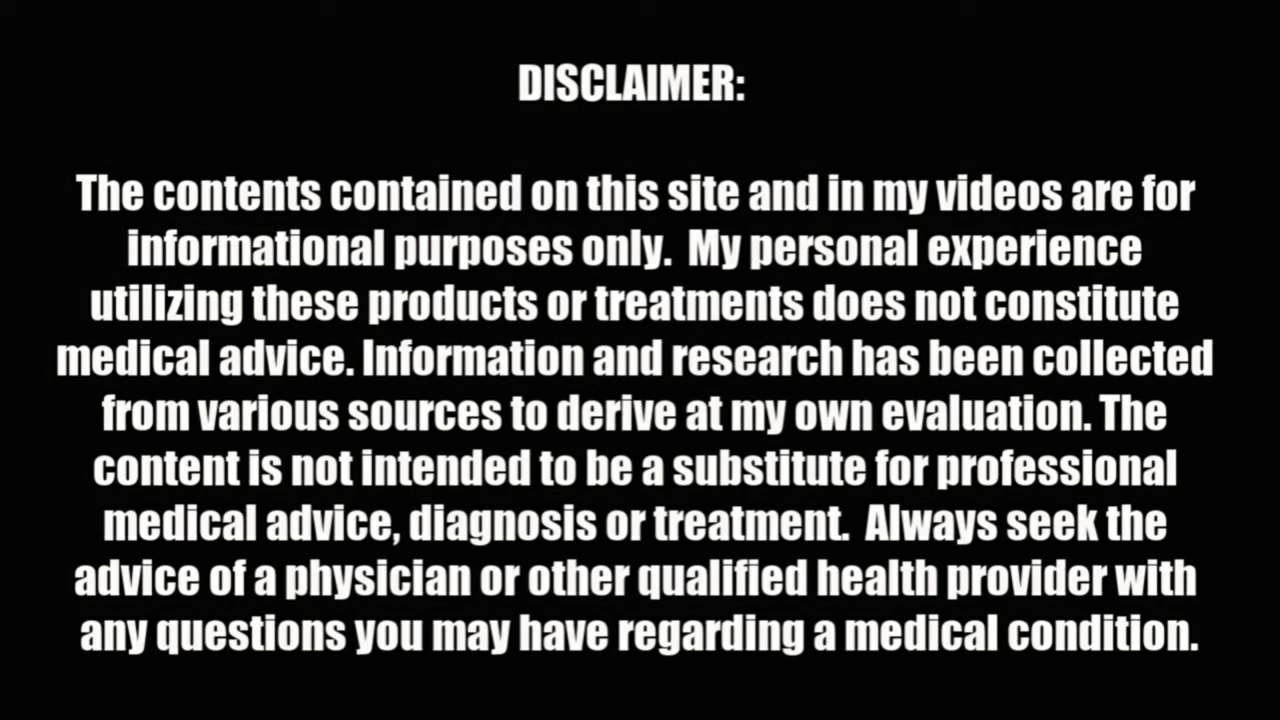 DISCLAIMER:
The contents contained on this site and in my videos are for
informational purposes only.  My personal experience
utilizing these products or treatments does not constitute
medical advice. Information and research has been collected
from various sources to derive at my own evaluation. The
content is not intended to be a substitute for professional
medical advice, diagnosis or treatment.  Always seek the
advice of a physician or other qualified health provider with
any questions you may have regarding a medical condition.